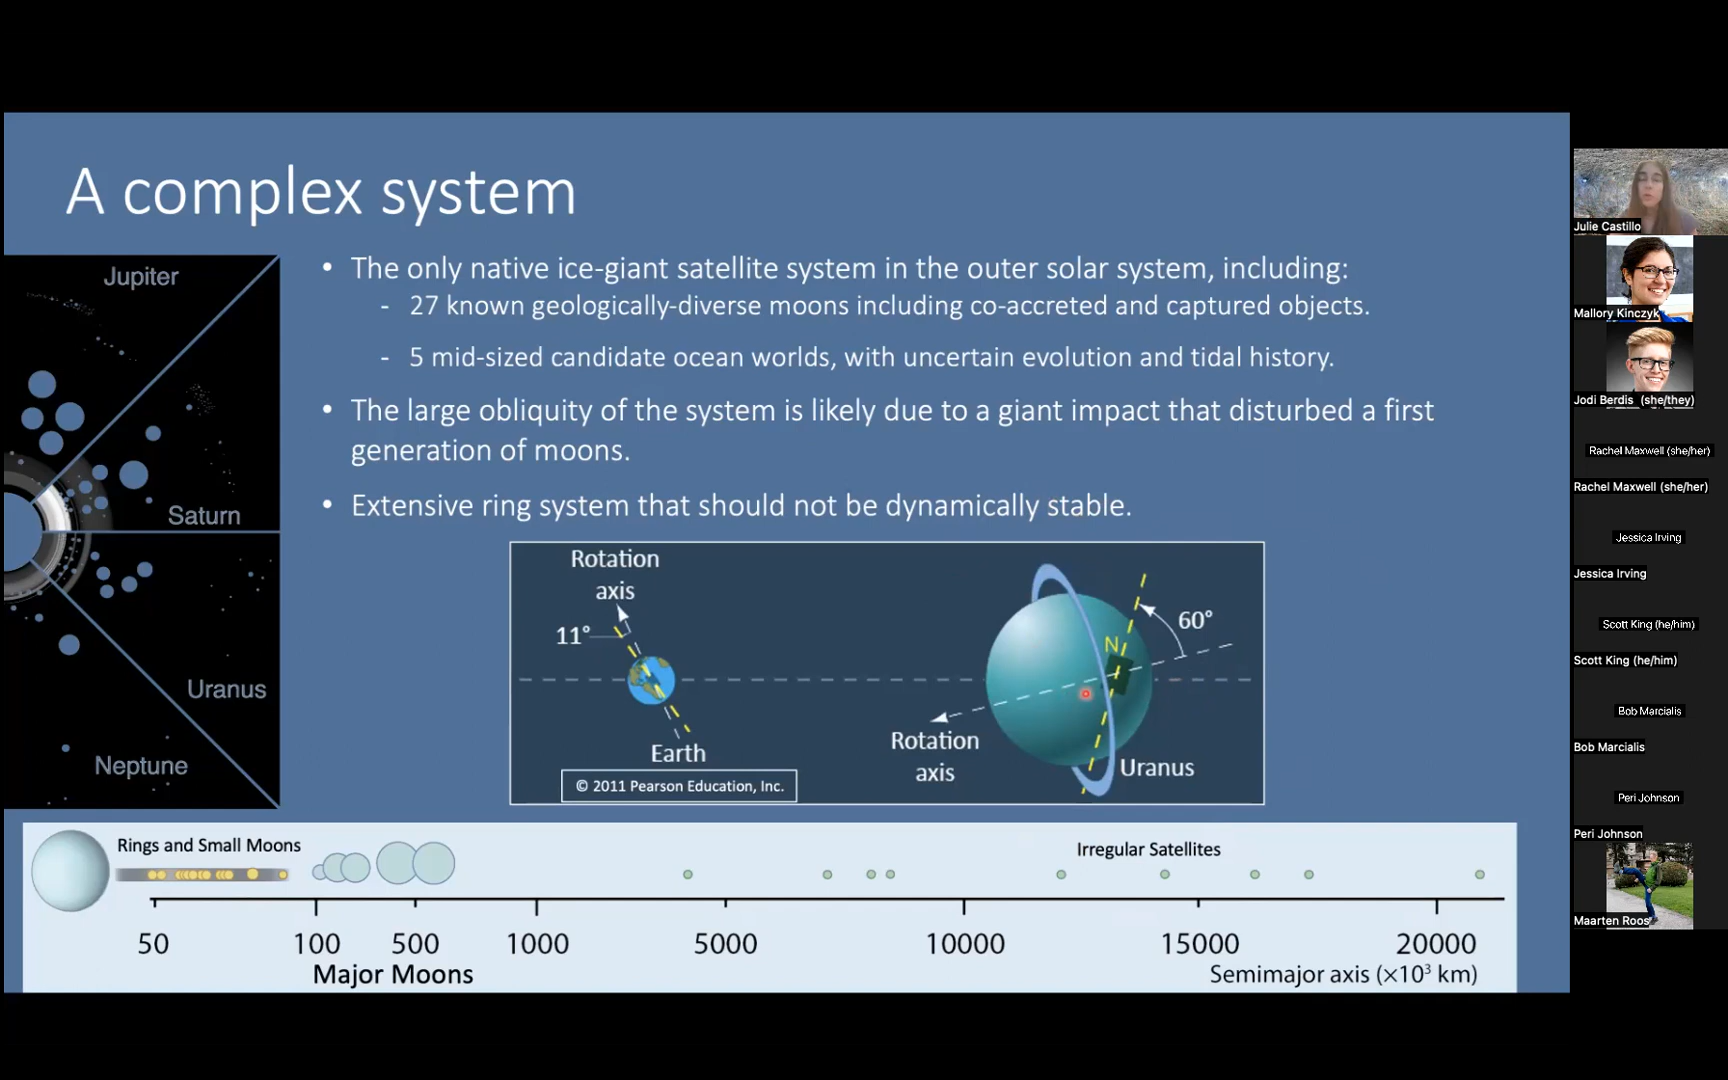 A complex system
Jupiter
Saturn
Uranus
Neptune
• The only native ice-giant satellite system in the outer solar system, including:
- 27 known geologically-diverse moons including co-accreted and captured objects.
- 5 mid-sized candidate ocean worlds, with uncertain evolution and tidal history.
• The large obliquity of the system is likely due to a giant impact that disturbed a first
generation of moons.
• Extensive ring system that should not be dynamically stable.
Rotation
axis
11°
Earth
© 2011 Pearson Education, Inc.
60°
N
Rotation
axis
Uranus
Rings and Small Moons
Irregular Satellites
50 100 500 1000 5000 10000 15000 20000
Major Moons
Semimajor axis (×10³ km)
Julie Castillo
Mallory Kinczyk
Jodi Berdis (she/they)
Rachel Maxwell (she/her)
Rachel Maxwell (she/her)
Jessica Irving
Jessica Irving
Scott King (he/him)
Scott King (he/him)
Bob Marcialis
Bob Marcialis
Peri Johnson
Peri Johnson
Maarten Roos